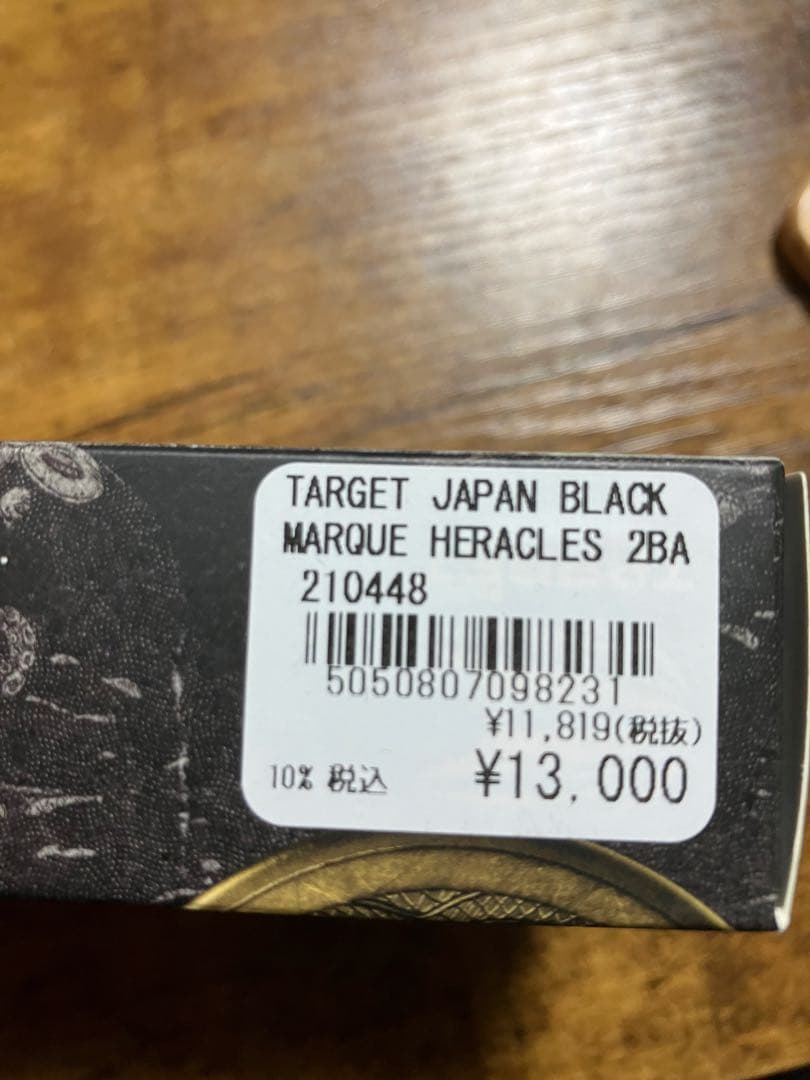 TARGET JAPAN BLACK
MARQUE HERACLES 2BA
210448
5050807098231
¥11,819(税抜)
10% 税込 ¥13,000